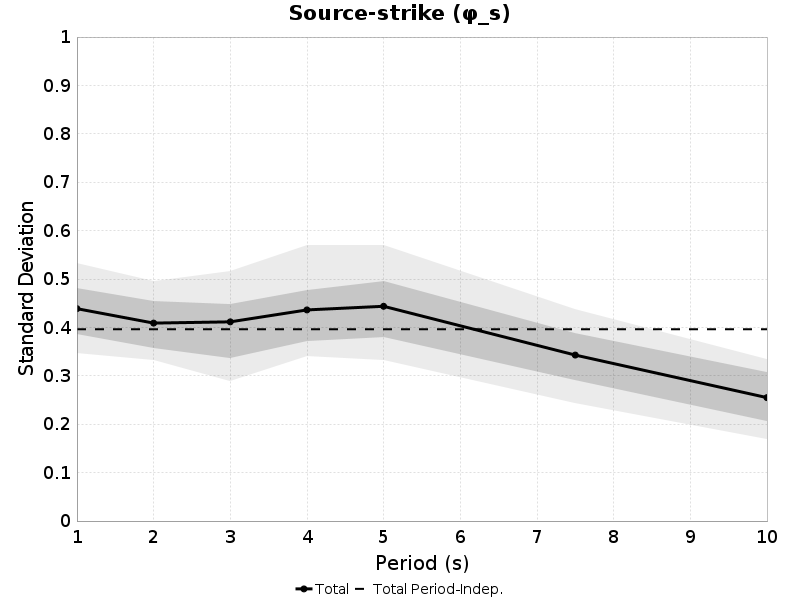 Source-strike (φ_s)
1
0.9
0.8
0.7
0.6
0.5
0.4
0.3
0.2
0.1
0
Standard Deviation
1 2 3 4 5 6 7 8 9 10
Period (s)
Total Total Period-Indep.